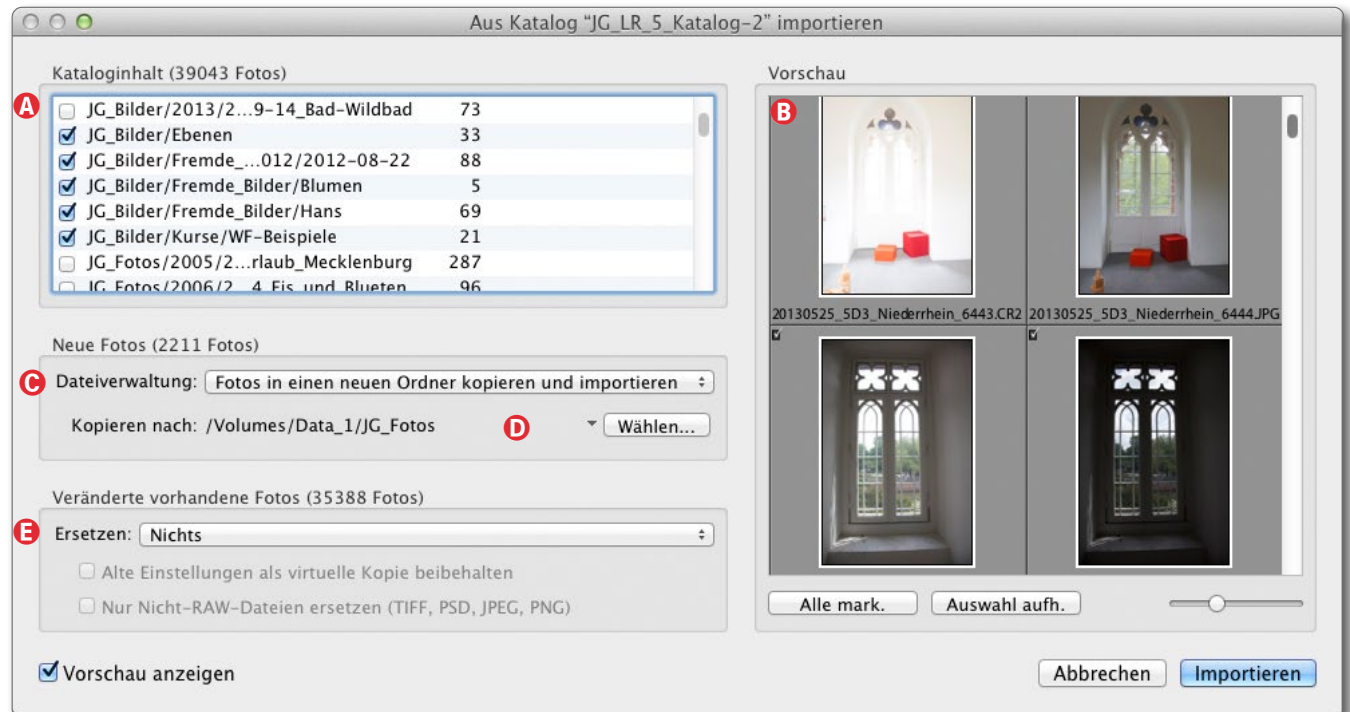 Aus Katalog “JG_LR_5_Katalog-2” importieren
Kataloginhalt (39043 Fotos)
A
JG_Bilder/2013/2...9-14_Bad-Wildbad 73
JG_Bilder/Ebenen 33
JG_Bilder/Fremde_...012/2012-08-22 88
JG_Bilder/Fremde_Bilder/Blumen 5
JG_Bilder/Fremde_Bilder/Hans 69
JG_Bilder/Kurse/WF-Beispiele 21
JG_Fotos/2005/2...rlaub_Mecklenburg 287
JG_Fotos/2006/2...4_Eis_und_Blueten 96
Neue Fotos (2211 Fotos)
C Dateiverwaltung: Fotos in einen neuen Ordner kopieren und importieren
Kopieren nach: /Volumes/Data_1/JG_Fotos D Wählen...
Veränderte vorhandene Fotos (35388 Fotos)
E Ersetzen: Nichts
Alte Einstellungen als virtuelle Kopie beibehalten
Nur Nicht-RAW-Dateien ersetzen (TIFF, PSD, JPEG, PNG)
Vorschau anzeigen
Vorschau
B
20130525_5D3_Niederrhein_6443.CR2 20130525_5D3_Niederrhein_6444.JPG
Alle mark. Auswahl aufh.
Abbrechen Importieren